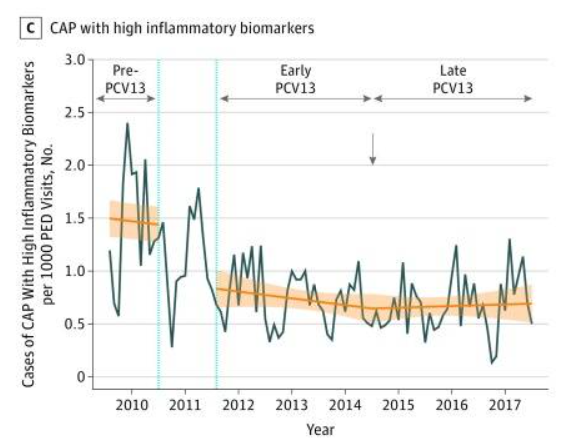 C CAP with high inflammatory biomarkers
Cases of CAP With High Inflammatory Biomarkers
per 1000 PED Visits, No.
3.0
2.5
2.0
1.5
1.0
0.5
0
Pre-
PCV13
Early
PCV13
Late
PCV13
2010 2011 2012 2013 2014 2015 2016 2017
Year